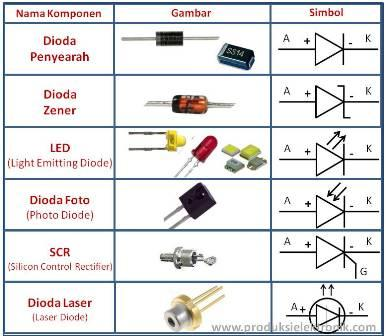 Nama Komponen Gambar Simbol
Dioda
Penyearah
SS14
A + - K
Dioda
Zener
A + - K
LED
(Light Emitting Diode)
A + - K
Dioda Foto
(Photo Diode)
A + - K
SCR
(Silicon Control Rectifier)
A + - K
G
Dioda Laser
(Laser Diode)
A + - K
www.produksielektronik.com